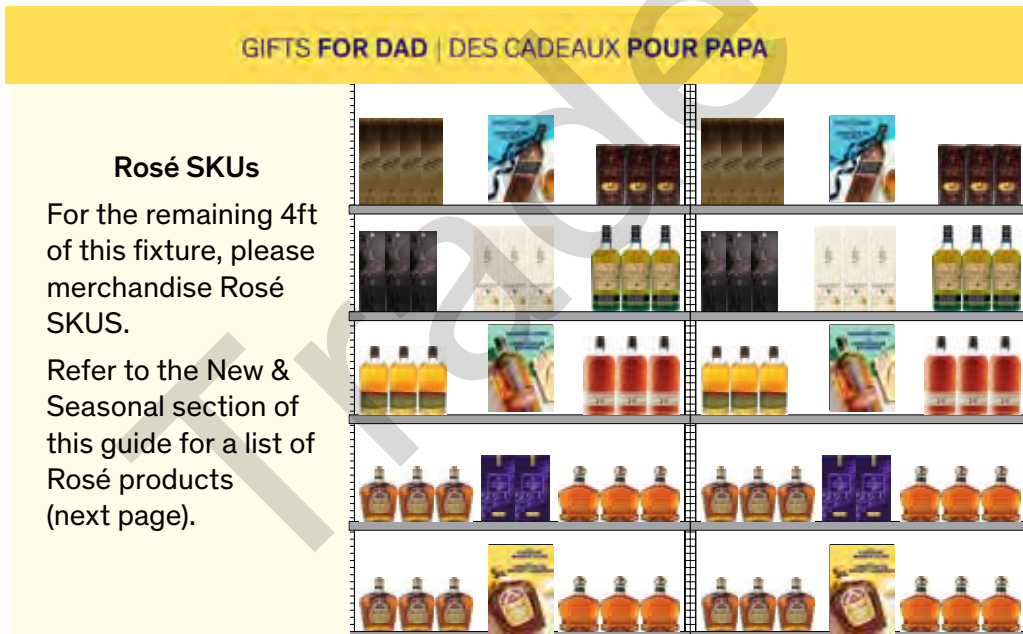 GIFTS FOR DAD | DES CADEAUX POUR PAPA
Rosé SKUs
For the remaining 4ft
of this fixture, please
merchandise Rosé
SKUS.
Refer to the New &
Seasonal section of
this guide for a list of
Rosé products
(next page).
Trade